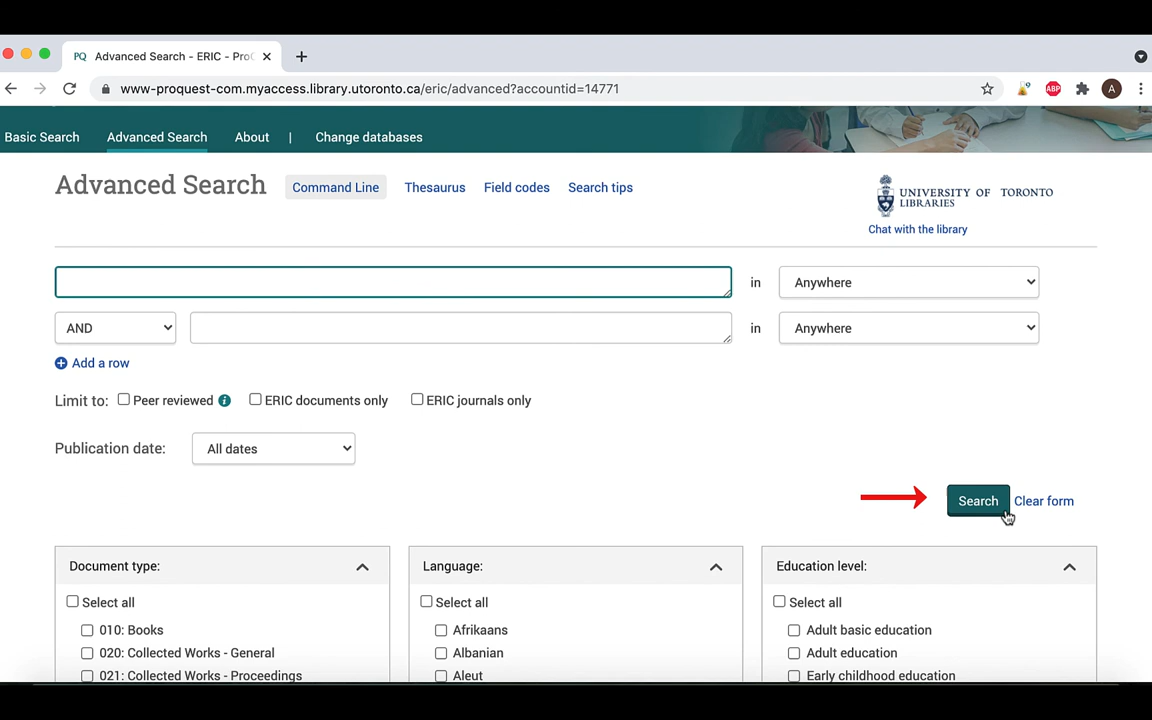 PQ Advanced Search - ERIC - Pro
www-proquest-com.myaccess.library.utoronto.ca/eric/advanced?accountid=14771
ABP
A
Basic Search Advanced Search About | Change databases
Advanced Search Command Line Thesaurus Field codes Search tips
UNIVERSITY OF TORONTO
LIBRARIES
Chat with the library
in Anywhere
AND in Anywhere
Add a row
Limit to: Peer reviewed i ERIC documents only ERIC journals only
Publication date: All dates
Search Clear form
Document type: Language: Education level:
Select all Select all Select all
010: Books Afrikaans Adult basic education
020: Collected Works - General Albanian Adult education
021: Collected Works - Proceedings Aleut Early childhood education